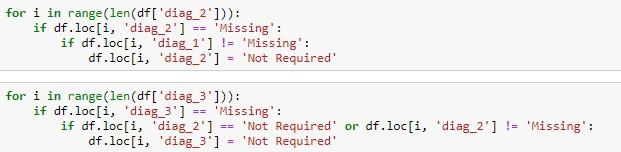 for i in range(len(df['diag_2'])):
    if df.loc[i, 'diag_2'] == 'Missing':
        if df.loc[i, 'diag_1'] != 'Missing':
            df.loc[i, 'diag_2'] = 'Not Required'
for i in range(len(df['diag_3'])):
    if df.loc[i, 'diag_3'] == 'Missing':
        if df.loc[i, 'diag_2'] == 'Not Required' or df.loc[i, 'diag_2'] != 'Missing':
            df.loc[i, 'diag_3'] = 'Not Required'